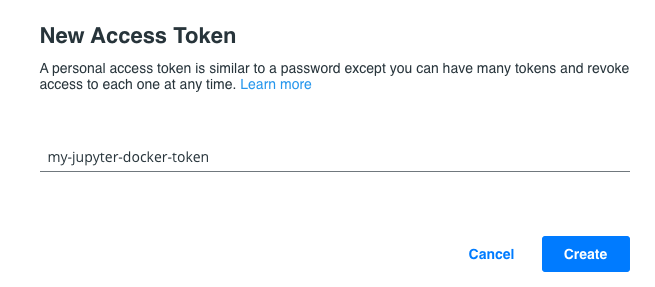 New Access Token
A personal access token is similar to a password except you can have many tokens and revoke
access to each one at any time. Learn more
my-jupyter-docker-token
Cancel
Create